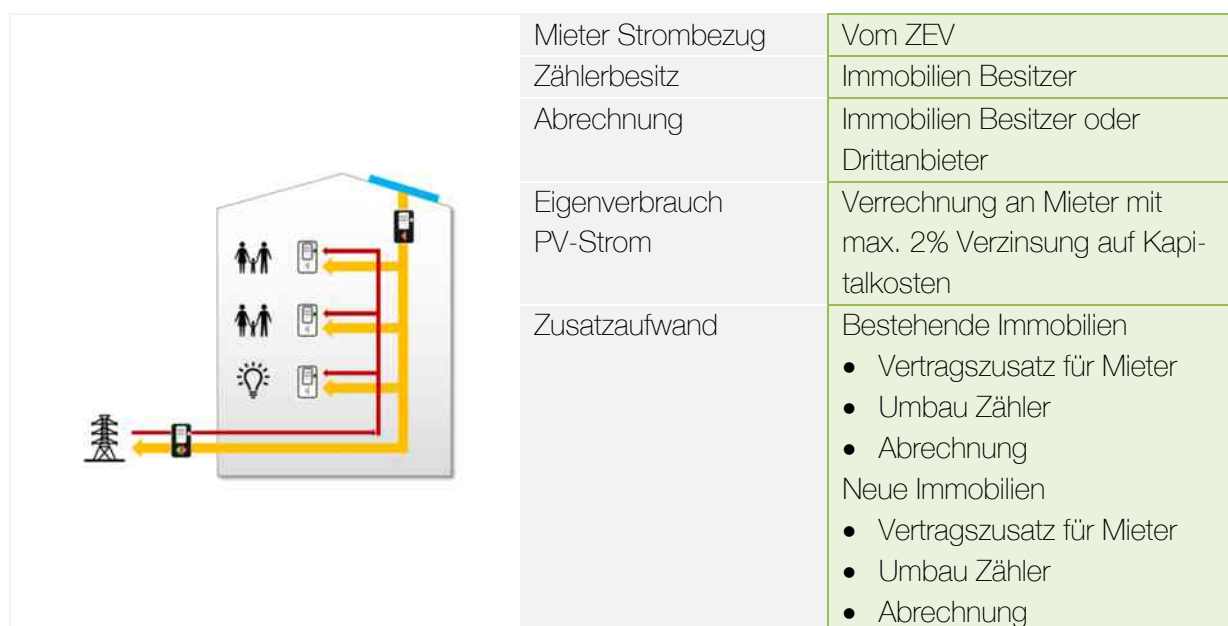 Mieter Strombezug
Vom ZEV
Zählerbesitz
Immobilien Besitzer
Abrechnung
Immobilien Besitzer oder
Drittanbieter
Eigenverbrauch
PV-Strom
Verrechnung an Mieter mit
max. 2% Verzinsung auf Kapi-
talkosten
Zusatzaufwand
Bestehende Immobilien
• Vertragszusatz für Mieter
• Umbau Zähler
• Abrechnung
Neue Immobilien
• Vertragszusatz für Mieter
• Umbau Zähler
• Abrechnung